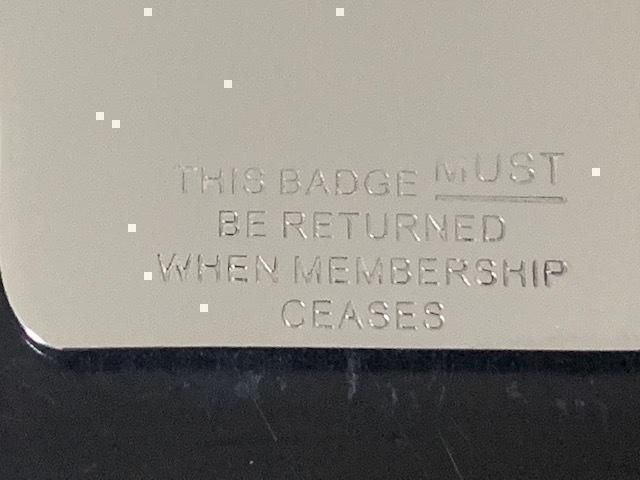 THIS BADGE MUST
BE RETURNED
WHEN MEMBERSHIP
CEASES